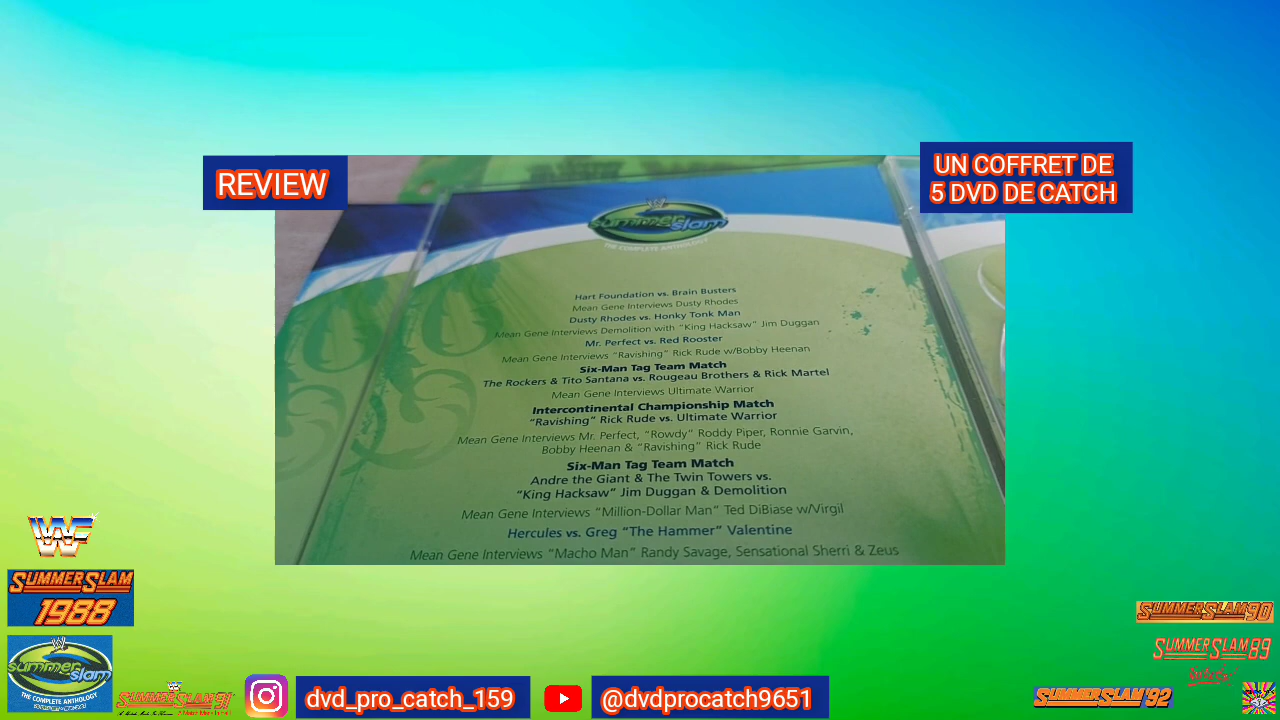 REVIEW
UN COFFRET DE
5 DVD DE CATCH
summer slam
THE COMPLETE ANTHOLOGY
Hart Foundation vs. Brain Busters
Mean Gene Interviews Dusty Rhodes
Dusty Rhodes vs. Honky Tonk Man
Mean Gene Interviews Demolition with “King Hacksaw” Jim Duggan
Mr. Perfect vs. Red Rooster
Mean Gene Interviews “Ravishing” Rick Rude w/Bobby Heenan
Six-Man Tag Team Match
The Rockers & Tito Santana vs. Rougeau Brothers & Rick Martel
Mean Gene Interviews Ultimate Warrior
Intercontinental Championship Match
“Ravishing” Rick Rude vs. Ultimate Warrior
Mean Gene Interviews Mr. Perfect, “Rowdy” Roddy Piper, Ronnie Garvin,
Bobby Heenan & “Ravishing” Rick Rude
Six-Man Tag Team Match
Andre the Giant & The Twin Towers vs.
“King Hacksaw” Jim Duggan & Demolition
Mean Gene Interviews “Million-Dollar Man” Ted DiBiase w/Virgil
Hercules vs. Greg “The Hammer” Valentine
Mean Gene Interviews “Macho Man” Randy Savage, Sensational Sherri & Zeus
WF
SUMMERSLAM
1988
summer slam
THE COMPLETE ANTHOLOGY
SUMMERSLAM 91
dvd_pro_catch_159
@dvdprocatch9651
SUMMERSLAM 90
SUMMERSLAM 89
SUMMERSLAM '92